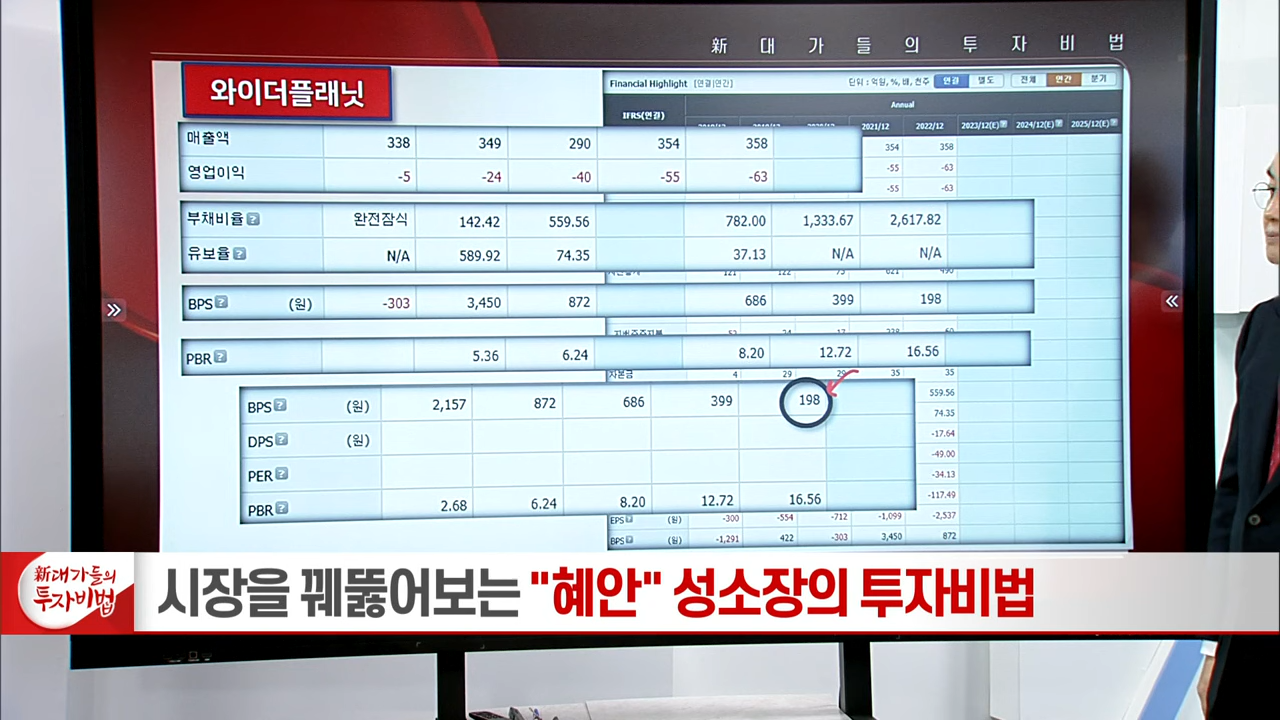 新 대 가 들 의 투 자 비 법
와이더플래닛
Financial Highlight [연결|연간] 단위 : 억원, %, 배, 천주 연결 별도 전체 연간 분기
IFRS(연결) Annual
2021/12 2022/12 2023/12(E) 2024/12(E) 2025/12(E)
매출액 338 349 290 354 358
354 358
영업이익 -5 -24 -40 -55 -63
-55 -63
-55 -63
부채비율 완전잠식 142.42 559.56 782.00 1,333.67 2,617.82
유보율 N/A 589.92 74.35 37.13 N/A N/A
BPS (원) -303 3,450 872 686 399 198
PBR 5.36 6.24 8.20 12.72 16.56
자본금 4 29 29 35 35
BPS (원) 2,157 872 686 399 198
DPS (원)
PER
PBR 2.68 6.24 8.20 12.72 16.56
559.56
74.35
-17.64
-49.00
-34.13
-117.49
EPS (원) -300 -554 -712 -1,099 -2,537
BPS (원) -1,291 422 -303 3,450 872
新대가들의
투자비법
시장을 꿰뚫어보는 "혜안" 성소장의 투자비법